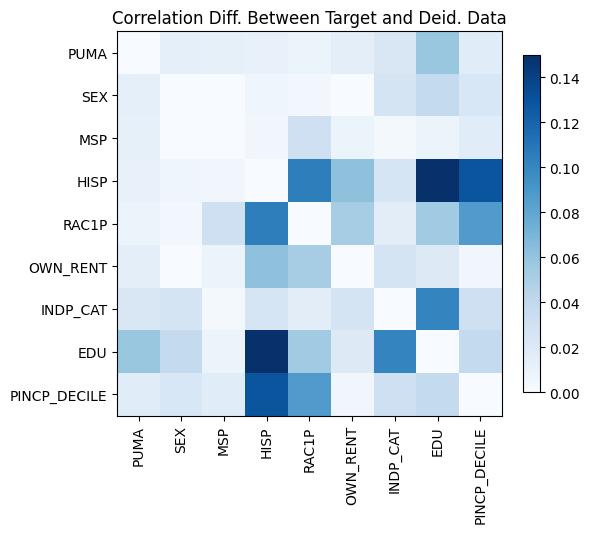 Correlation Diff. Between Target and Deid. Data
PUMA
SEX
MSP
HISP
RAC1P
OWN_RENT
INDP_CAT
EDU
PINCP_DECILE
PUMA
SEX
MSP
HISP
RAC1P
OWN_RENT
INDP_CAT
EDU
PINCP_DECILE
0.14
0.12
0.10
0.08
0.06
0.04
0.02
0.00